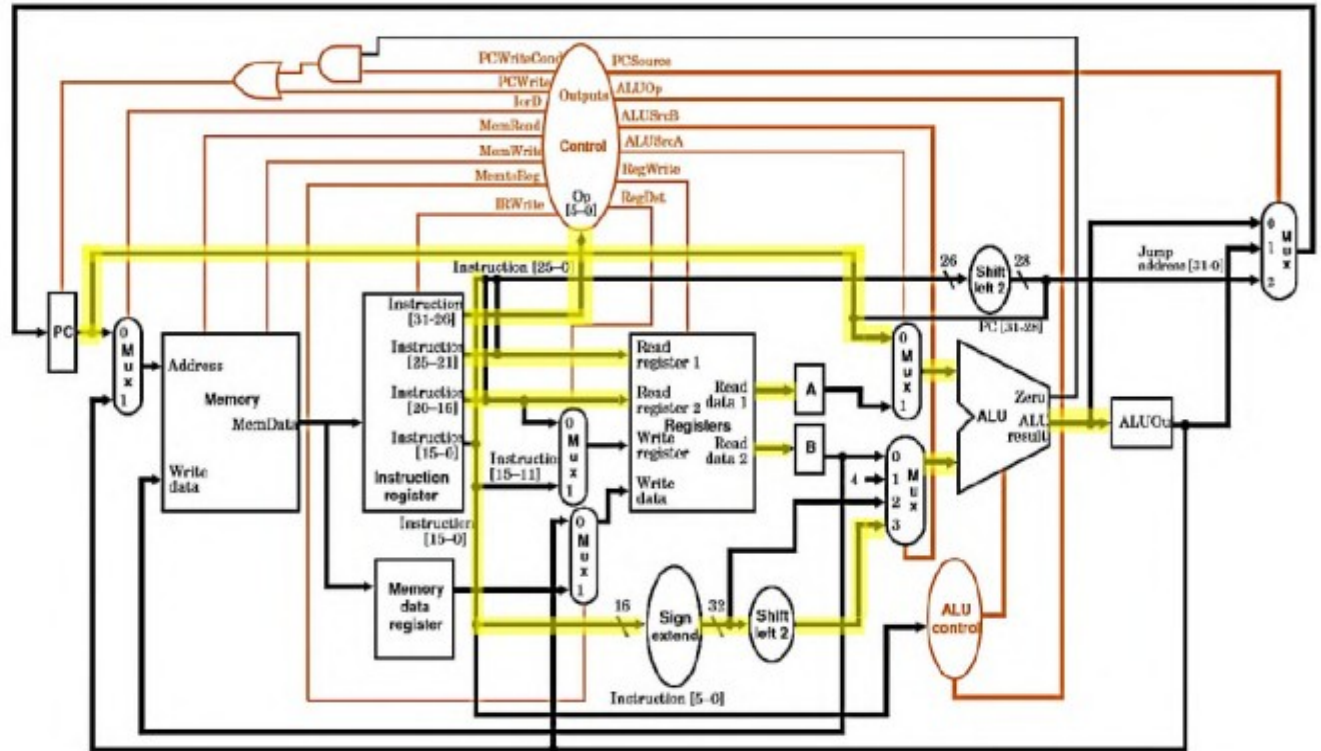 PCWriteCond
PCSource
PCWrite
ALUOp
IorD
Outputs
ALUSrcB
MemRead
ALUSrcA
MemWrite
Control
RegWrite
MemtoReg
Op
[5–0]
RegDst
IRWrite
Instruction [25–0
26
28
Shift
left 2
Jump
address [31-0]
0
1
2
M
u
x
PC
0
M
u
x
1
Address
Memory
MemData
Write
data
Instruction
[31-26]
Instruction
[25–21]
Instruction
[20–16]
Instruction
[15–0]
Instruction
register
Instruction
[15–11]
Instruction
[15–0]
0
M
u
x
1
0
M
u
x
1
Read
register 1
Read
register 2
Registers
Write
register
Write
data
Read
data 1
Read
data 2
A
B
PC [31-28]
0
M
u
x
1
4
0
1
2
3
M
u
x
Zero
ALU
ALU
result
ALUOu
Memory
data
register
16
Sign
extend
32
Shift
left 2
ALU
control
Instruction [5–0]